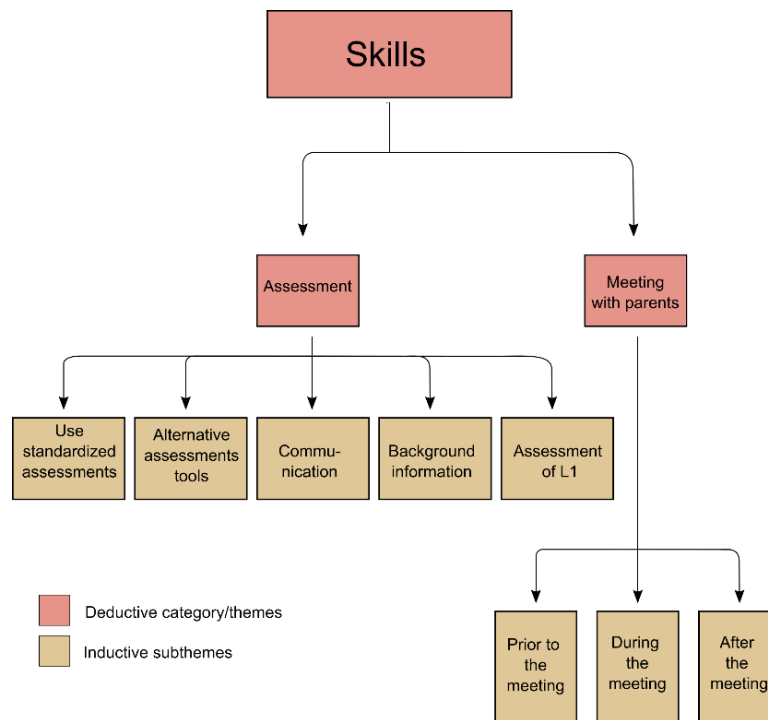 Skills
Assessment
Meeting
with parents
Use
standardized
assessments
Alternative
assessments
tools
Commu-
nication
Background
information
Assessment
of L1
Deductive category/themes
Inductive subthemes
Prior to
the
meeting
During
the
meeting
After
the
meeting